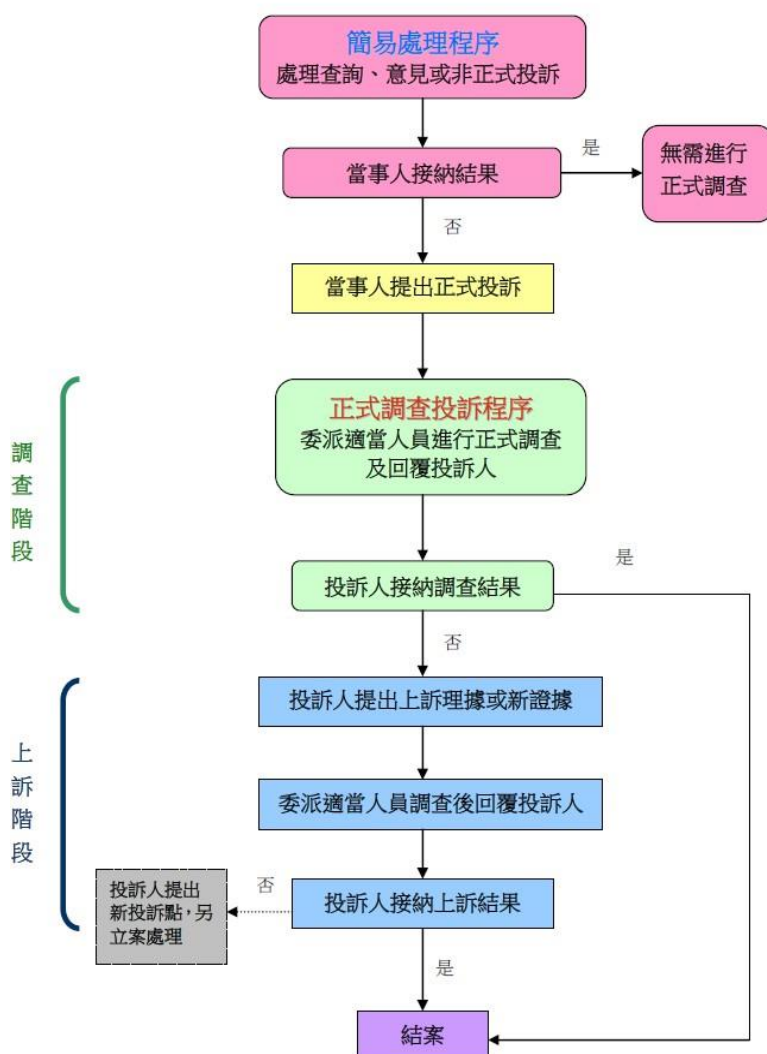 簡易處理程序
處理查詢、意見或非正式投訴
當事人接納結果
是
無需進行
正式調查
否
當事人提出正式投訴
調查階段
正式調查投訴程序
委派適當人員進行正式調查
及回覆投訴人
投訴人接納調查結果
是
否
上訴階段
投訴人提出上訴理據或新證據
委派適當人員調查後回覆投訴人
投訴人接納上訴結果
否
投訴人提出
新投訴點，另
立案處理
是
結案